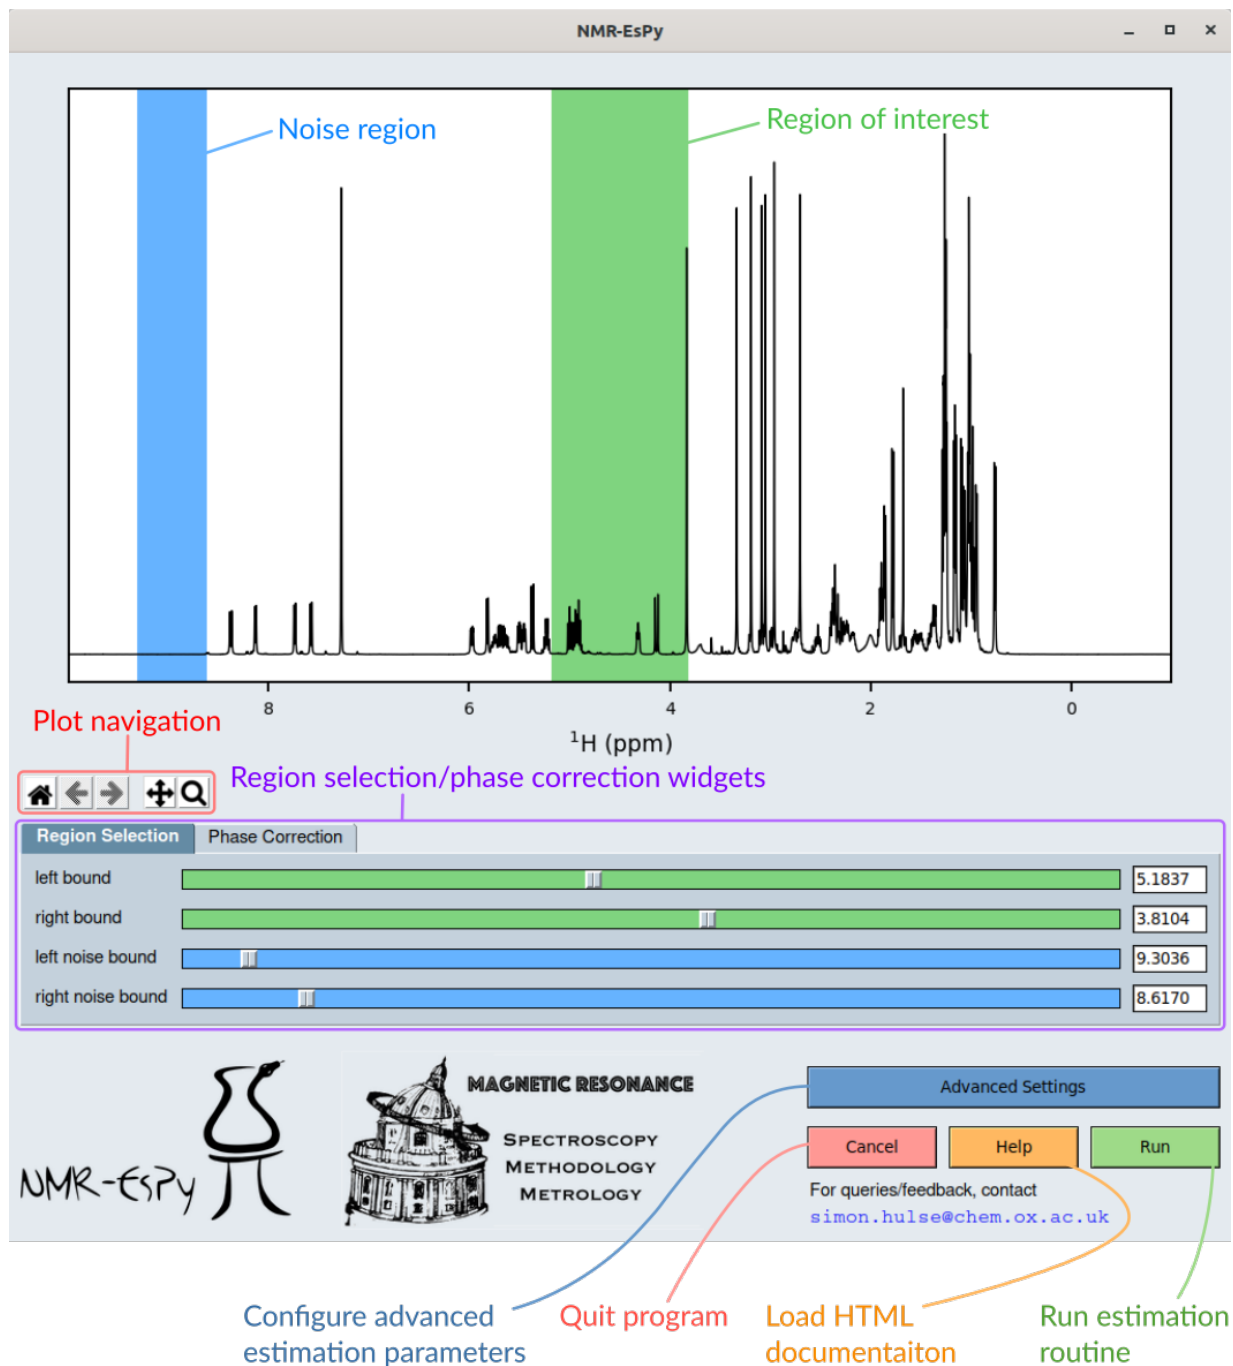 NMR-EsPy
Noise region
Region of interest
8 6 4 2 0
¹H (ppm)
Plot navigation
Region selection/phase correction widgets
Region Selection Phase Correction
left bound 5.1837
right bound 3.8104
left noise bound 9.3036
right noise bound 8.6170
NMR-EsPy
MAGNETIC RESONANCE
SPECTROSCOPY
METHODOLOGY
METROLOGY
Advanced Settings
Cancel Help Run
For queries/feedback, contact
simon.hulse@chem.ox.ac.uk
Configure advanced
estimation parameters
Quit program
Load HTML
documentaiton
Run estimation
routine